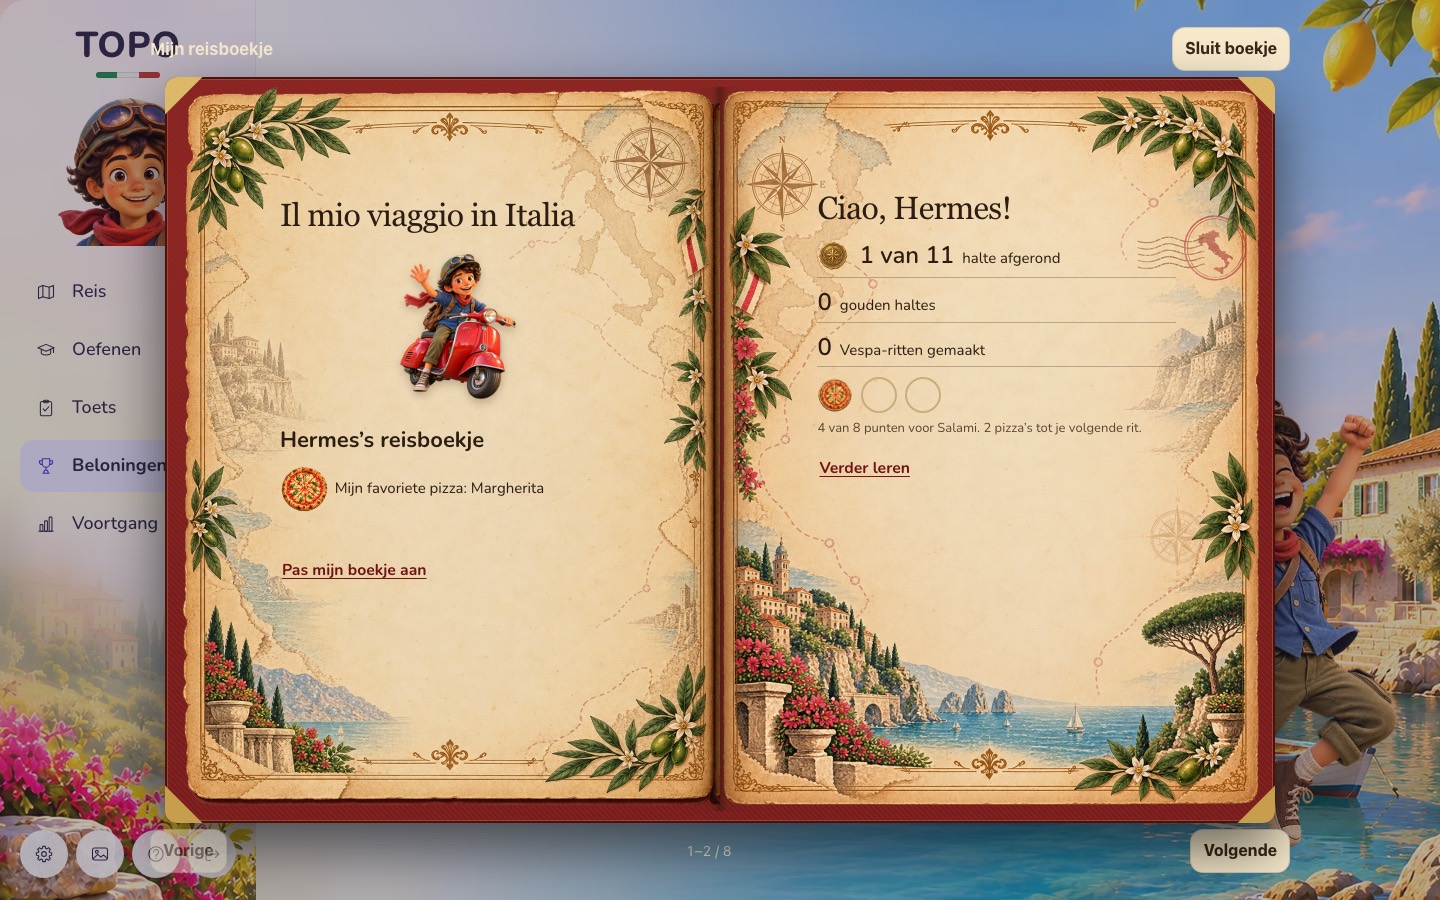 TOPO
Mijn reisboekje
Sluit boekje
Reis
Oefenen
Toets
Beloningen
Voortgang
Il mio viaggio in Italia
Hermes’s reisboekje
Mijn favoriete pizza: Margherita
Pas mijn boekje aan
Ciao, Hermes!
1 van 11 halte afgerond
0 gouden haltes
0 Vespa-ritten gemaakt
4 van 8 punten voor Salami. 2 pizza’s tot je volgende rit.
Verder leren
Vorige
1–2 / 8
Volgende